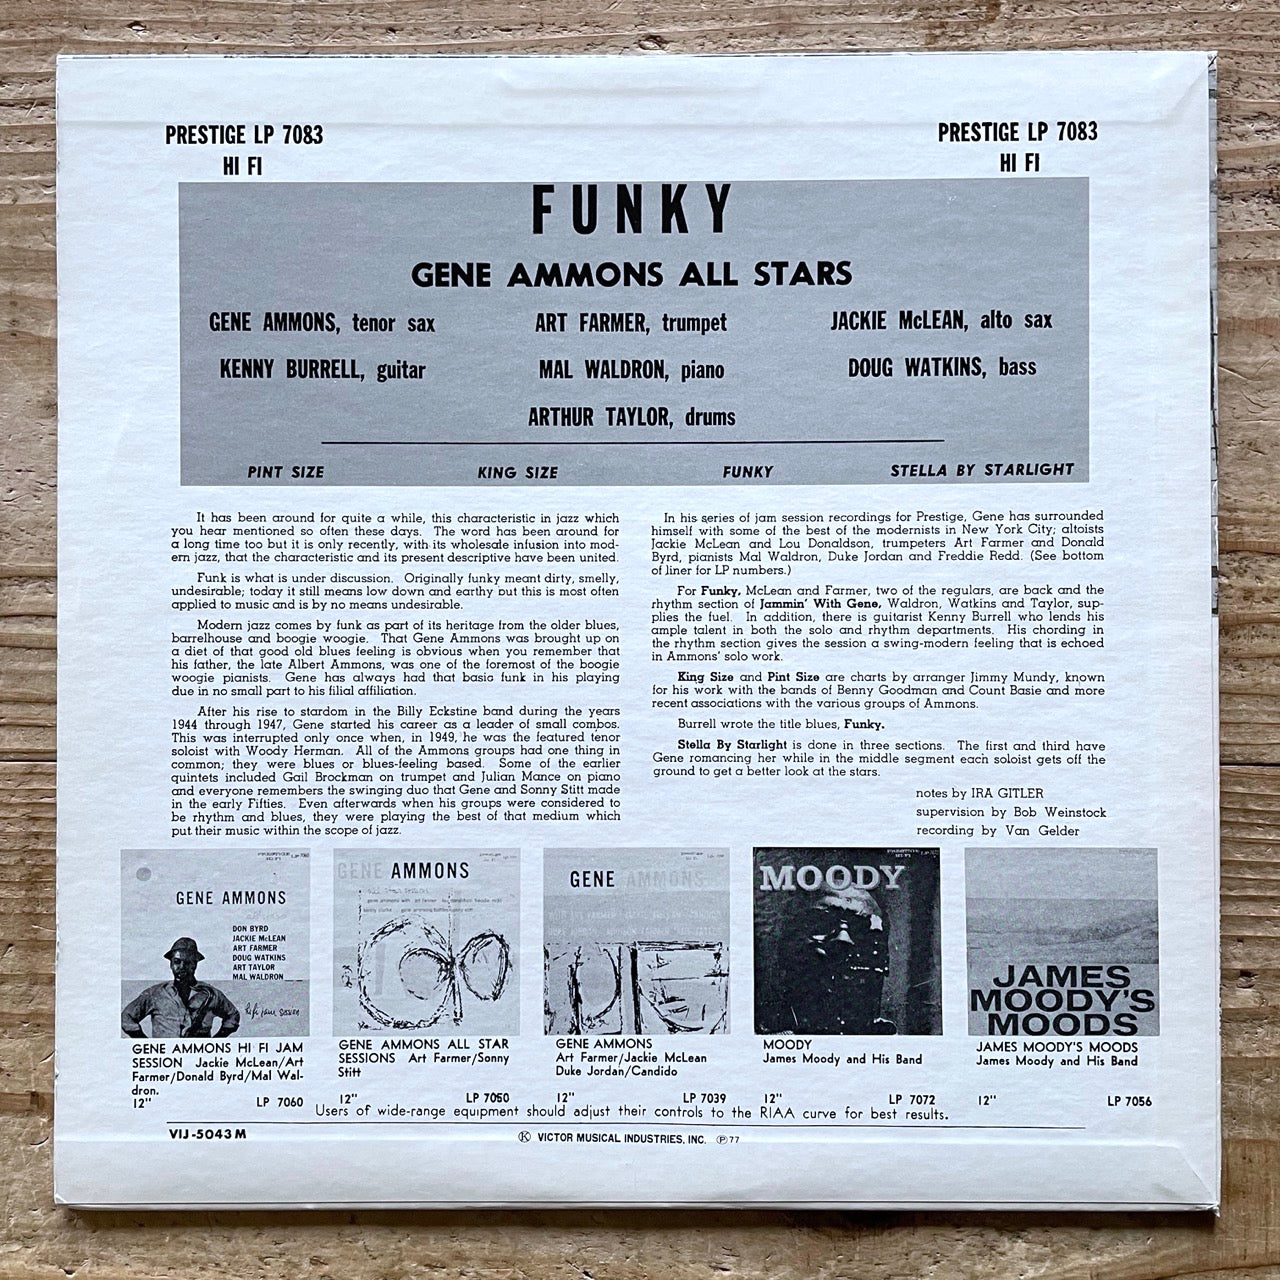 PRESTIGE LP 7083
HI FI
PRESTIGE LP 7083
HI FI
FUNKY
GENE AMMONS ALL STARS
GENE AMMONS, tenor sax
ART FARMER, trumpet
JACKIE McLEAN, alto sax
KENNY BURRELL, guitar
MAL WALDRON, piano
DOUG WATKINS, bass
ARTHUR TAYLOR, drums
PINT SIZE
KING SIZE
FUNKY
STELLA BY STARLIGHT
It has been around for quite a while, this characteristic in jazz which
you hear mentioned so often these days. The word has been around for
a long time too but it is only recently, with its wholesale infusion into mod-
ern jazz, that the characteristic and its present descriptive have been united.
Funk is what is under discussion. Originally funky meant dirty, smelly,
undesirable; today it still means low down and earthy but this is most often
applied to music and is by no means undesirable.
Modern jazz comes by funk as part of its heritage from the older blues,
barrelhouse and boogie woogie. That Gene Ammons was brought up on
a diet of that good old blues feeling is obvious when you remember that
his father, the late Albert Ammons, was one of the foremost of the boogie
woogie pianists. Gene has always had that basic funk in his playing
due in no small part to his filial affiliation.
After his rise to stardom in the Billy Eckstine band during the years
1944 through 1947, Gene started his career as a leader of small combos.
This was interrupted only once when, in 1949, he was the featured tenor
soloist with Woody Herman. All of the Ammons groups had one thing in
common; they were blues or blues-feeling based. Some of the earlier
quintets included Gail Brockman on trumpet and Julian Mance on piano
and everyone remembers the swinging duo that Gene and Sonny Stitt made
in the early Fifties. Even afterwards when his groups were considered to
be rhythm and blues, they were playing the best of that medium which
put their music within the scope of jazz.
In his series of jam session recordings for Prestige, Gene has surrounded
himself with some of the best of the modernists in New York City; altoists
Jackie McLean and Lou Donaldson, trumpeters Art Farmer and Donald
Byrd, pianists Mal Waldron, Duke Jordan and Freddie Redd. (See bottom
of liner for LP numbers.)
For Funky, McLean and Farmer, two of the regulars, are back and the
rhythm section of Jammin' With Gene, Waldron, Watkins and Taylor, sup-
plies the fuel. In addition, there is guitarist Kenny Burrell who lends his
ample talent in both the solo and rhythm departments. His chording in
the rhythm section gives the session a swing-modern feeling that is echoed
in Ammons' solo work.
King Size and Pint Size are charts by arranger Jimmy Mundy, known
for his work with the bands of Benny Goodman and Count Basie and more
recent associations with the various groups of Ammons.
Burrell wrote the title blues, Funky.
Stella By Starlight is done in three sections. The first and third have
Gene romancing her while in the middle segment each soloist gets off the
ground to get a better look at the stars.
notes by IRA GITLER
supervision by Bob Weinstock
recording by Van Gelder
GENE AMMONS
DON BYRD
JACKIE McLEAN
ART FARMER
DOUG WATKINS
ART TAYLOR
MAL WALDRON
hi fi jam session
GENE AMMONS HI FI JAM
SESSION Jackie McLean/Art
Farmer/Donald Byrd/Mal Wal-
dron.
12" LP 7060
GENE AMMONS
all star session
GENE AMMONS ALL STAR
SESSIONS Art Farmer/Sonny
Stitt
12" LP 7050
GENE AMMONS
GENE AMMONS
Art Farmer/Jackie McLean
Duke Jordan/Candido
12" LP 7039
MOODY
MOODY
James Moody and His Band
12" LP 7072
JAMES
MOODY'S
MOODS
JAMES MOODY'S MOODS
James Moody and His Band
12" LP 7056
Users of wide-range equipment should adjust their controls to the RIAA curve for best results.
VIJ-5043 M
Ⓚ VICTOR MUSICAL INDUSTRIES, INC. ℗77